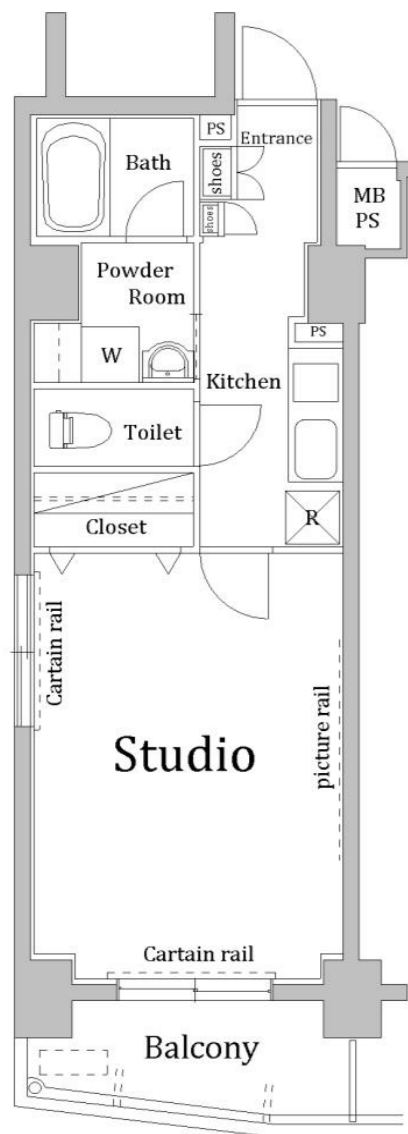 PS
Entrance
Bath
shoes
MB
PS
shoes
Powder
Room
PS
W
Kitchen
Toilet
R
Closet
Cartain rail
picture rail
Studio
Cartain rail
Balcony